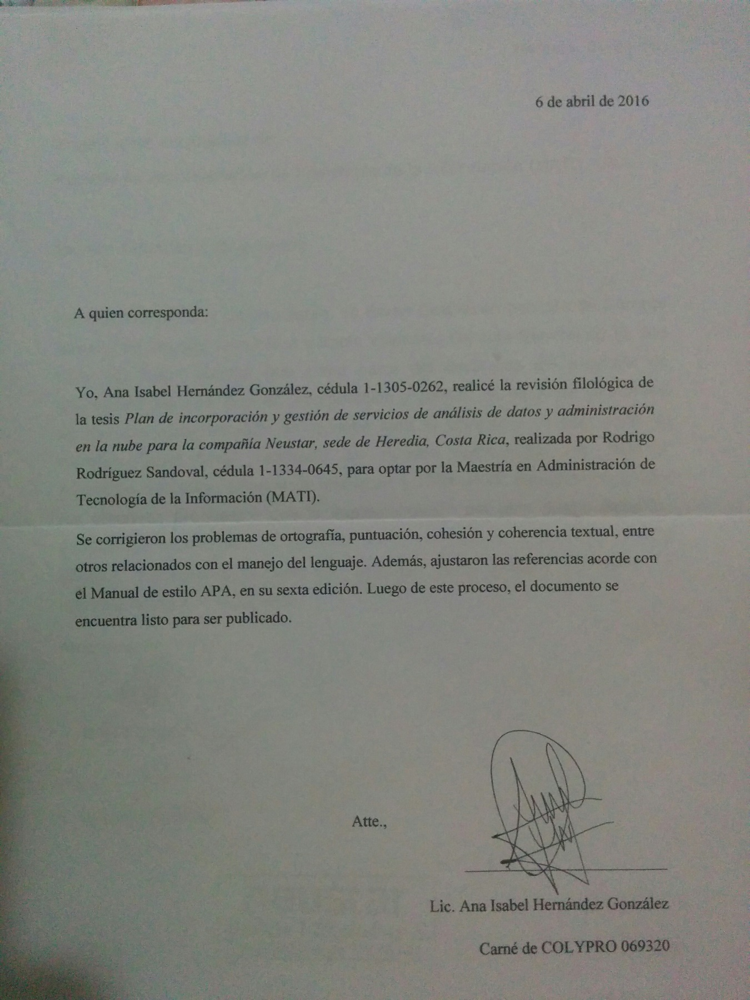 6 de abril de 2016
A quien corresponda:
Yo, Ana Isabel Hernández González, cédula 1-1305-0262, realicé la revisión filológica de
la tesis Plan de incorporación y gestión de servicios de análisis de datos y administración
en la nube para la compañía Neustar, sede de Heredia, Costa Rica, realizada por Rodrigo
Rodríguez Sandoval, cédula 1-1334-0645, para optar por la Maestría en Administración de
Tecnología de la Información (MATI).
Se corrigieron los problemas de ortografía, puntuación, cohesión y coherencia textual, entre
otros relacionados con el manejo del lenguaje. Además, ajustaron las referencias acorde con
el Manual de estilo APA, en su sexta edición. Luego de este proceso, el documento se
encuentra listo para ser publicado.
Atte.,
Lic. Ana Isabel Hernández González
Carné de COLYPRO 069320